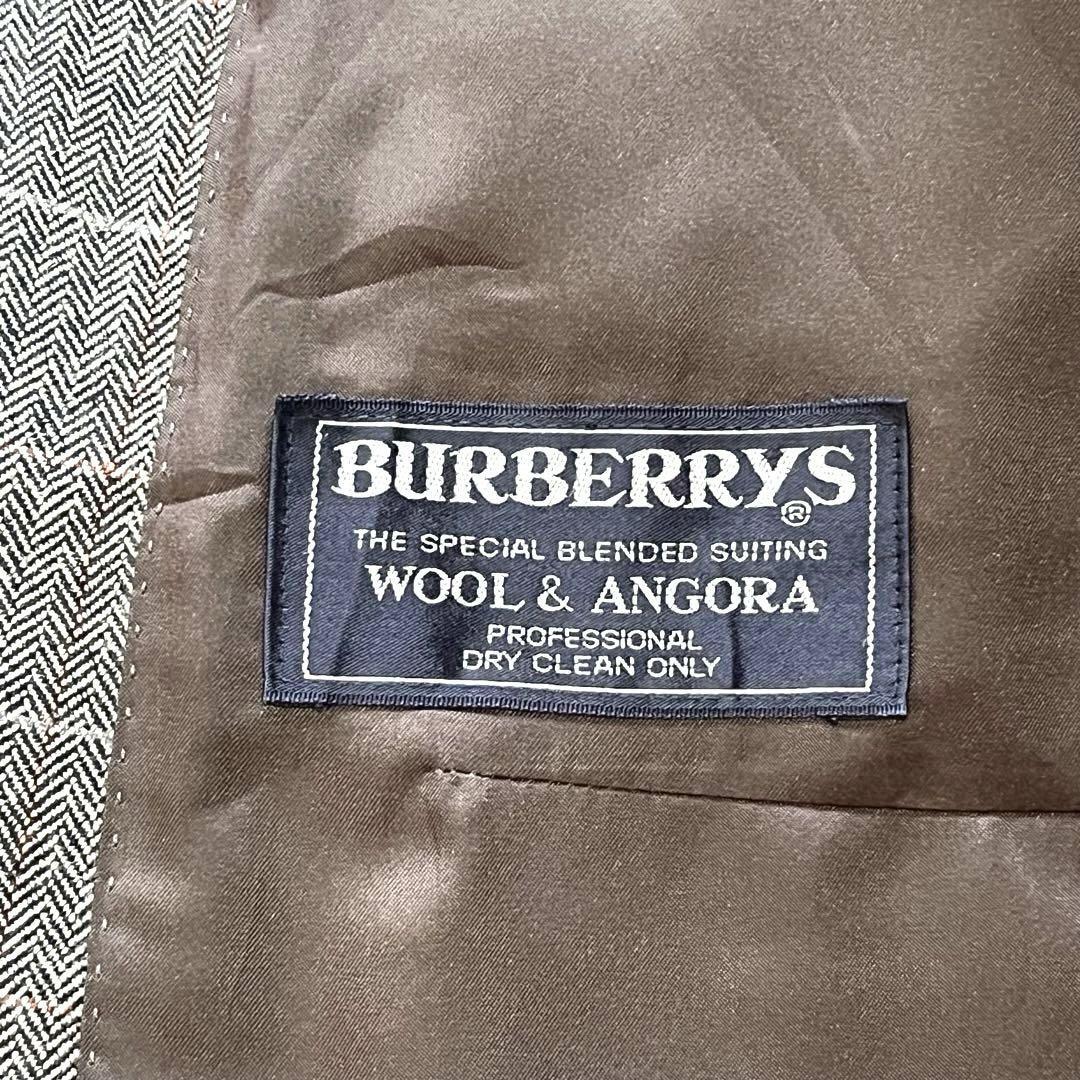 BURBERRYS®
THE SPECIAL BLENDED SUITING
WOOL & ANGORA
PROFESSIONAL
DRY CLEAN ONLY